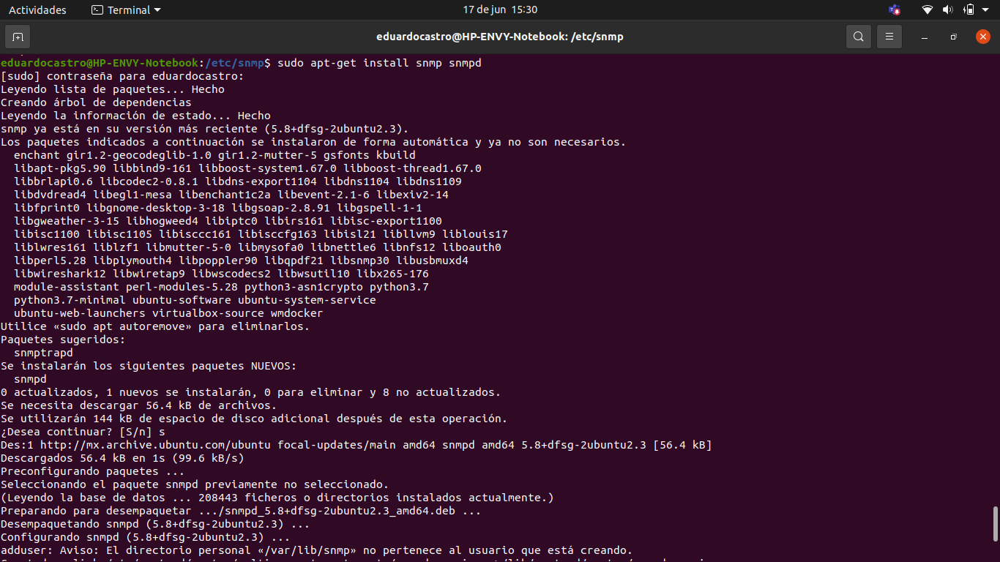 Actividades Terminal 17 de jun 15:30
eduardocastro@HP-ENVY-Notebook: /etc/snmp
eduardocastro@HP-ENVY-Notebook:/etc/snmp$ sudo apt-get install snmp snmpd
[sudo] contraseña para eduardocastro:
Leyendo lista de paquetes... Hecho
Creando árbol de dependencias
Leyendo la información de estado... Hecho
snmp ya está en su versión más reciente (5.8+dfsg-2ubuntu2.3).
Los paquetes indicados a continuación se instalaron de forma automática y ya no son necesarios.
enchant gir1.2-geocodeglib-1.0 gir1.2-mutter-5 gsfonts kbuild
libapt-pkg5.90 libbind9-161 libboost-system1.67.0 libboost-thread1.67.0
libbrlapi0.6 libcodec2-0.8.1 libdns-export1104 libdns1104 libdns1109
libdvdread4 libegl1-mesa libenchant1c2a libevent-2.1-6 libexiv2-14
libfprint0 libgnome-desktop-3-18 libgsoap-2.8.91 libgspell-1-1
libgweather-3-15 libhogweed4 libiptc0 libirs161 libisc-export1100
libisc1100 libisc1105 libisccc161 libisccfg163 libisl21 libllvm9 liblouis17
liblwres161 liblzf1 libmutter-5-0 libmysofa0 libnettle6 libnfs12 liboauth0
libperl5.28 libplymouth4 libpoppler90 libqpdf21 libsnmp30 libusbmuxd4
libwireshark12 libwiretap9 libwscodecs2 libwsutil10 libx265-176
module-assistant perl-modules-5.28 python3-asn1crypto python3.7
python3.7-minimal ubuntu-software ubuntu-system-service
ubuntu-web-launchers virtualbox-source wmdocker
Utilice «sudo apt autoremove» para eliminarlos.
Paquetes sugeridos:
snmptrapd
Se instalarán los siguientes paquetes NUEVOS:
snmpd
0 actualizados, 1 nuevos se instalarán, 0 para eliminar y 8 no actualizados.
Se necesita descargar 56.4 kB de archivos.
Se utilizarán 144 kB de espacio de disco adicional después de esta operación.
¿Desea continuar? [S/n] s
Des:1 http://mx.archive.ubuntu.com/ubuntu focal-updates/main amd64 snmpd amd64 5.8+dfsg-2ubuntu2.3 [56.4 kB]
Descargados 56.4 kB en 1s (99.6 kB/s)
Preconfigurando paquetes ...
Seleccionando el paquete snmpd previamente no seleccionado.
(Leyendo la base de datos ... 208443 ficheros o directorios instalados actualmente.)
Preparando para desempaquetar .../snmpd_5.8+dfsg-2ubuntu2.3_amd64.deb ...
Desempaquetando snmpd (5.8+dfsg-2ubuntu2.3) ...
Configurando snmpd (5.8+dfsg-2ubuntu2.3) ...
adduser: Aviso: El directorio personal «/var/lib/snmp» no pertenece al usuario que está creando.